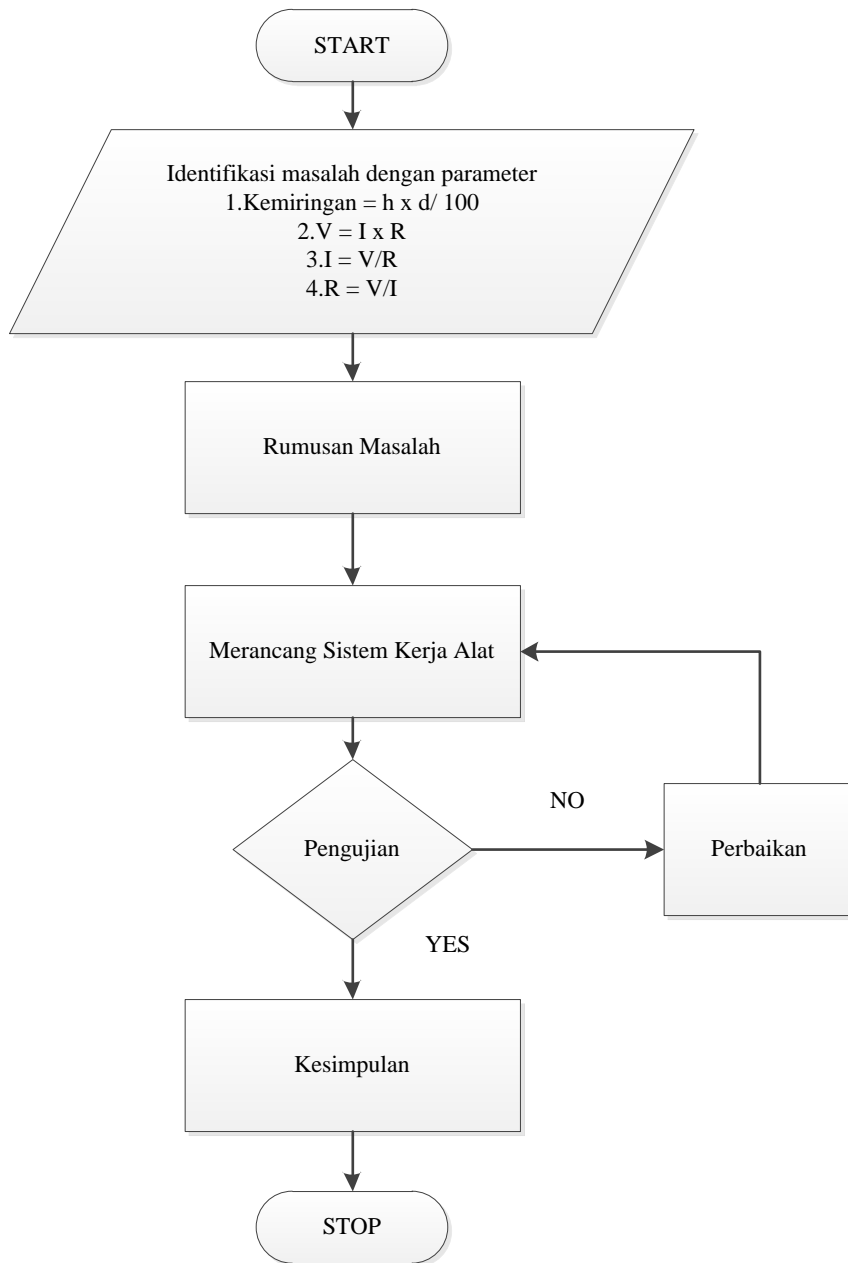 START
Identifikasi masalah dengan parameter
1.Kemiringan = h x d/ 100
2.V = I x R
3.I = V/R
4.R = V/I
Rumusan Masalah
Merancang Sistem Kerja Alat
NO
Pengujian
Perbaikan
YES
Kesimpulan
STOP